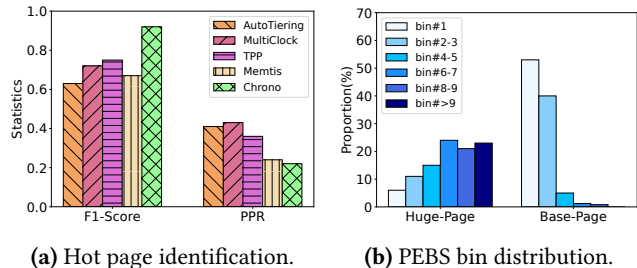 Statistics
1.0
0.8
0.6
0.4
0.2
0.0
AutoTiering
MultiClock
TPP
Memtis
Chrono
F1-Score
PPR
(a) Hot page identification.
Proportion(%)
70
60
50
40
30
20
10
0
bin#1
bin#2-3
bin#4-5
bin#6-7
bin#8-9
bin#>9
Huge-Page
Base-Page
(b) PEBS bin distribution.